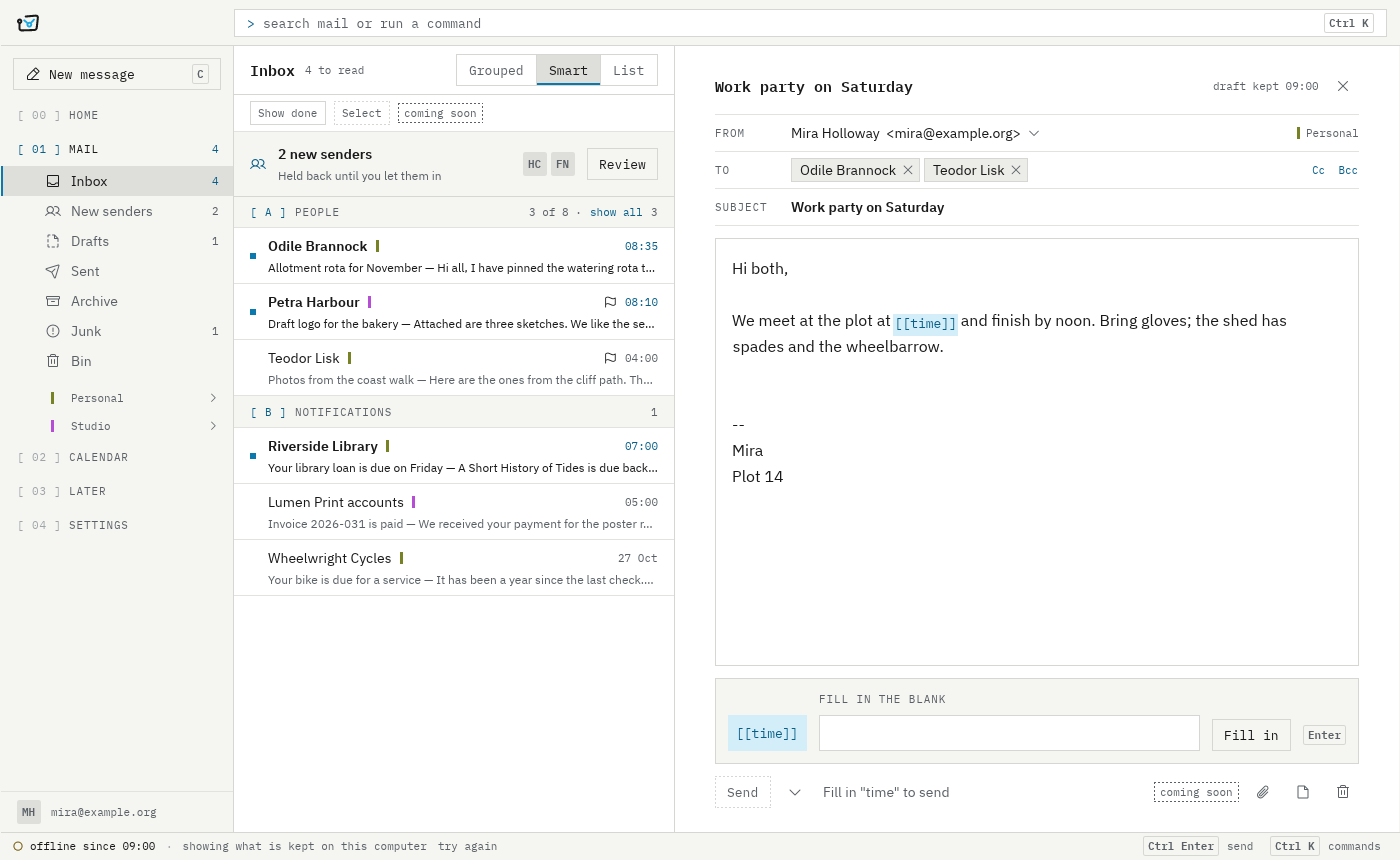 > search mail or run a command Ctrl K
New message C
[ 00 ] HOME
[ 01 ] MAIL 4
Inbox 4
New senders 2
Drafts 1
Sent
Archive
Junk 1
Bin
Personal
Studio
[ 02 ] CALENDAR
[ 03 ] LATER
[ 04 ] SETTINGS
MH mira@example.org
Inbox 4 to read Grouped Smart List
Show done Select coming soon
2 new senders
Held back until you let them in
HC FN Review
[ A ] PEOPLE 3 of 8 · show all 3
Odile Brannock 08:35
Allotment rota for November — Hi all, I have pinned the watering rota t...
Petra Harbour 08:10
Draft logo for the bakery — Attached are three sketches. We like the se...
Teodor Lisk 04:00
Photos from the coast walk — Here are the ones from the cliff path. Th...
[ B ] NOTIFICATIONS 1
Riverside Library 07:00
Your library loan is due on Friday — A Short History of Tides is due back...
Lumen Print accounts 05:00
Invoice 2026-031 is paid — We received your payment for the poster r...
Wheelwright Cycles 27 Oct
Your bike is due for a service — It has been a year since the last check....
Work party on Saturday draft kept 09:00
FROM Mira Holloway <mira@example.org> Personal
TO Odile Brannock Teodor Lisk Cc Bcc
SUBJECT Work party on Saturday
Hi both,
We meet at the plot at [[time]] and finish by noon. Bring gloves; the shed has
spades and the wheelbarrow.
--
Mira
Plot 14
FILL IN THE BLANK
[[time]] Fill in Enter
Send Fill in "time" to send coming soon
offline since 09:00 · showing what is kept on this computer try again Ctrl Enter send Ctrl K commands